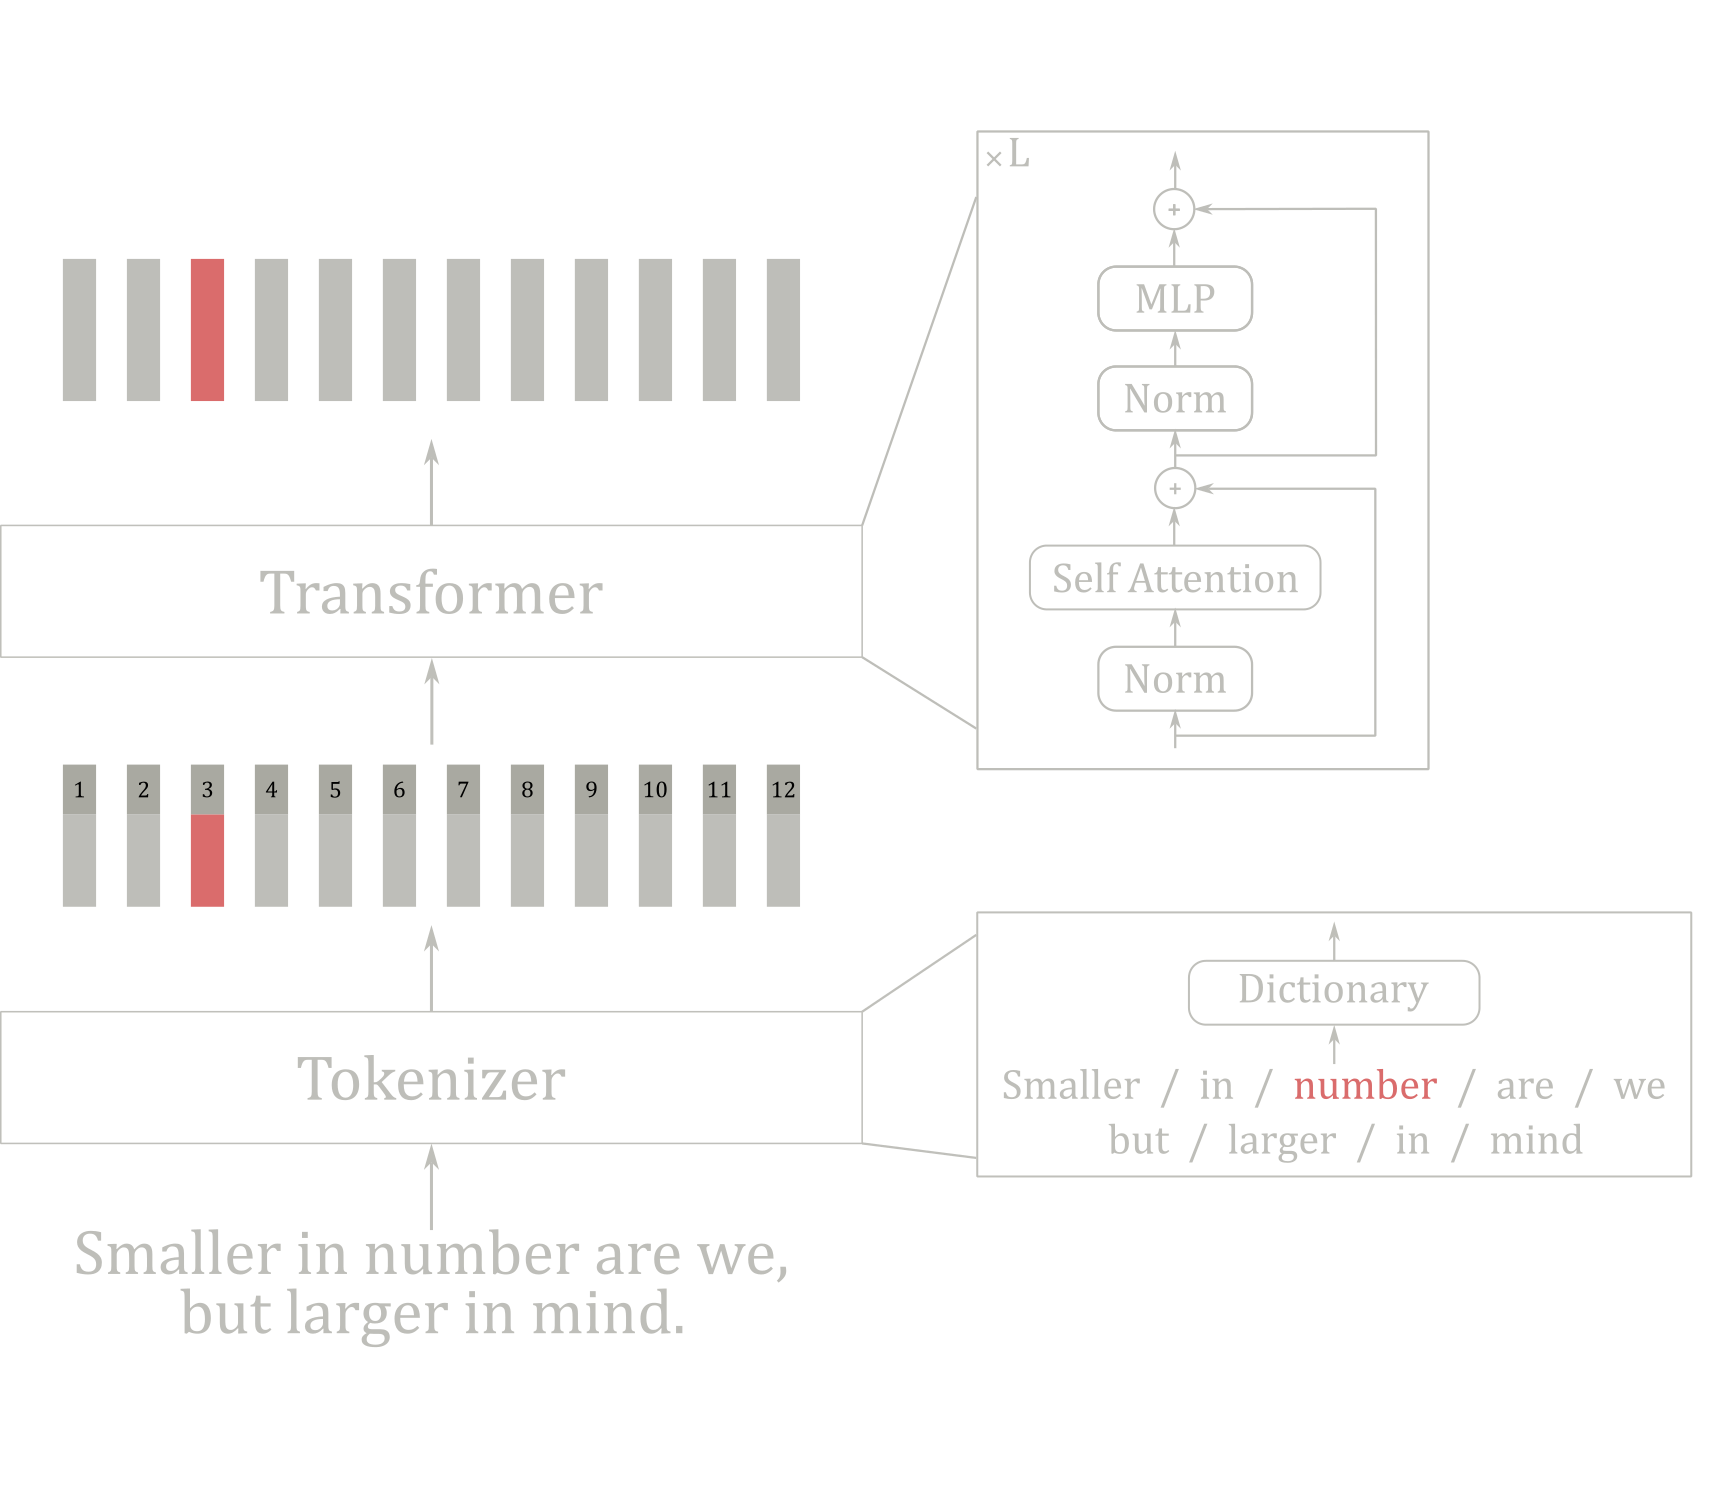 ×L
+
MLP
Norm
+
Self Attention
Norm
Transformer
1 2 3 4 5 6 7 8 9 10 11 12
Dictionary
Smaller / in / number / are / we
but / larger / in / mind
Tokenizer
Smaller in number are we,
but larger in mind.